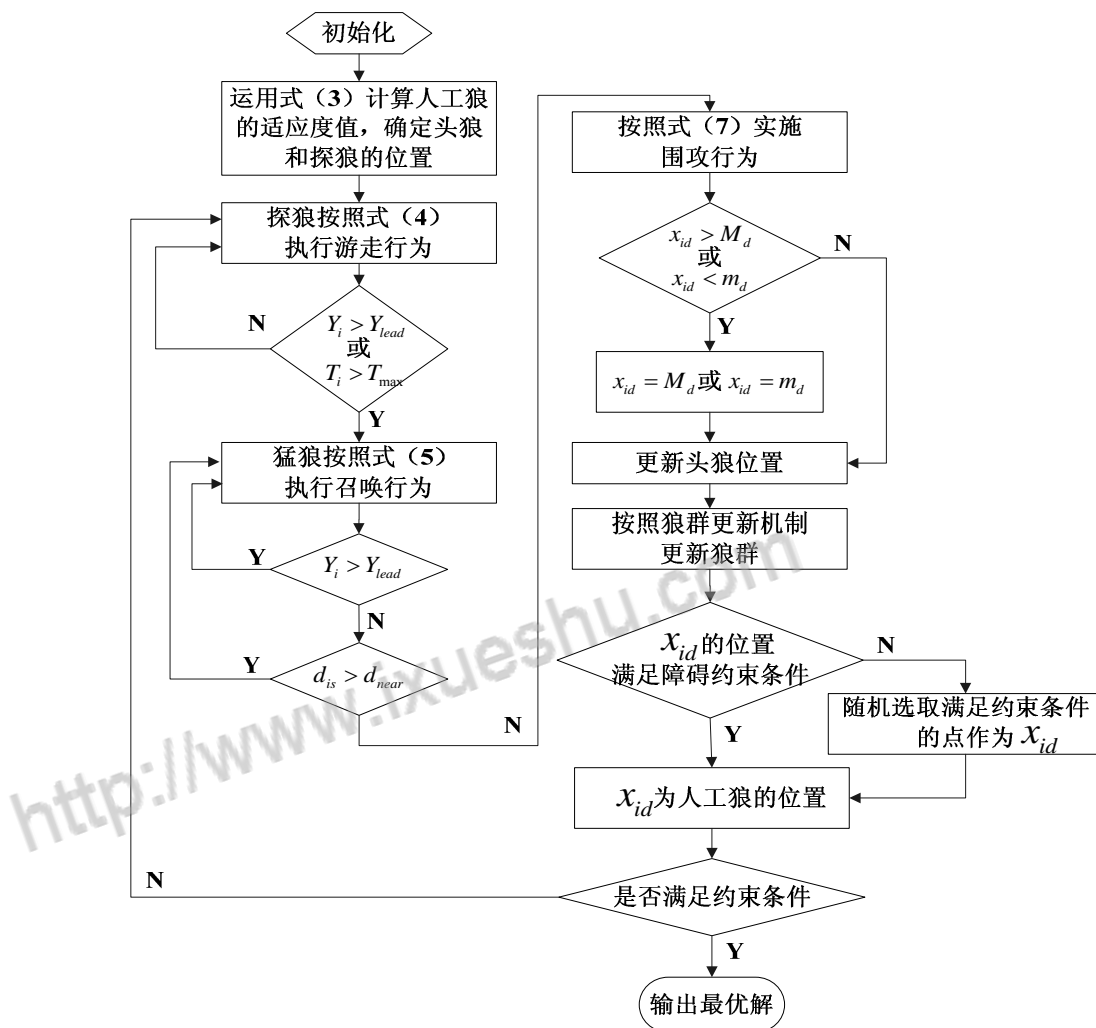 初始化
运用式（3）计算人工狼
的适应度值，确定头狼
和探狼的位置
探狼按照式（4）
执行游走行为
N
Y_i > Y_lead
或
T_i > T_max
Y
猛狼按照式（5）
执行召唤行为
Y
Y_i > Y_lead
N
Y
d_is > d_near
N
按照式（7）实施
围攻行为
x_id > M_d
或
x_id < m_d
N
Y
x_id = M_d或 x_id = m_d
更新头狼位置
按照狼群更新机制
更新狼群
x_id 的位置
满足障碍约束条件
N
随机选取满足约束条件
的点作为 x_id
Y
x_id为人工狼的位置
是否满足约束条件
N
Y
输出最优解
http://www.ixueshu.com